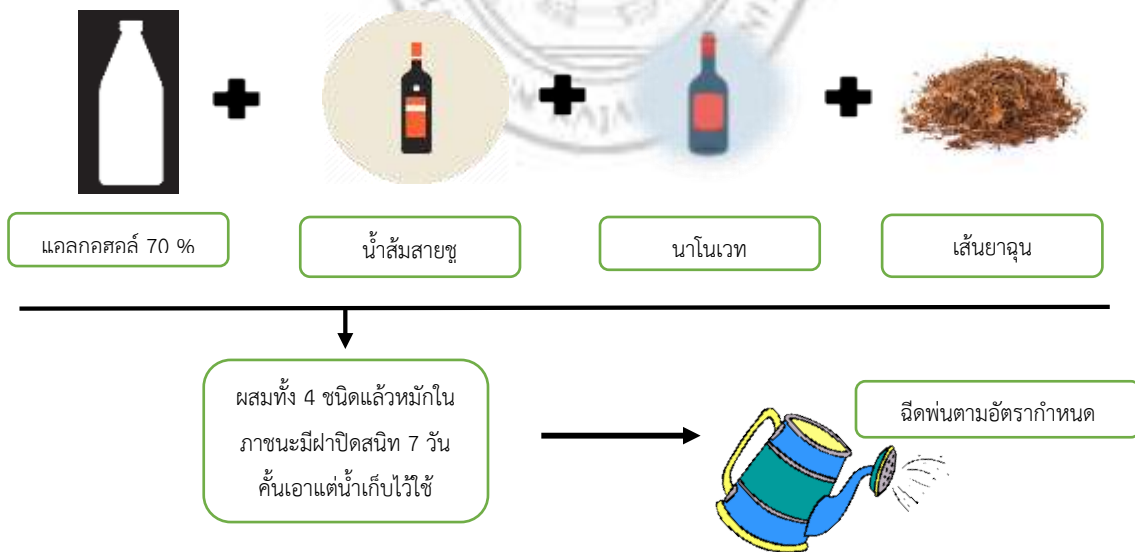 แอลกอฮอล์ 70 %
น้ำส้มสายชู
นาโนเวท
เส้นยาฉุน
ผสมทั้ง 4 ชนิดแล้วหมักใน
ภาชนะมีฝาปิดสนิท 7 วัน
คั้นเอาแต่น้ำเก็บไว้ใช้
ฉีดพ่นตามอัตรากำหนด